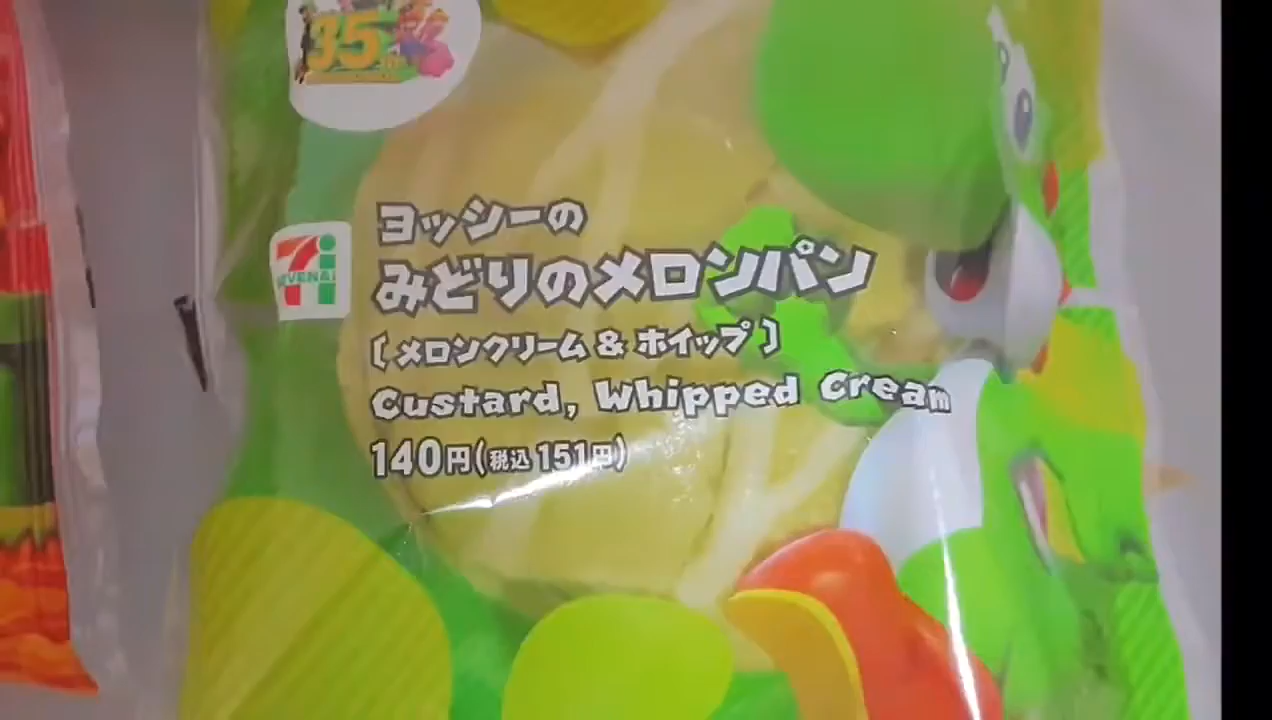 35th
ヨッシーの
みどりのメロンパン
〔メロンクリーム & ホイップ〕
Custard, Whipped Cream
140円(税込151円)
7 SEVEN & i